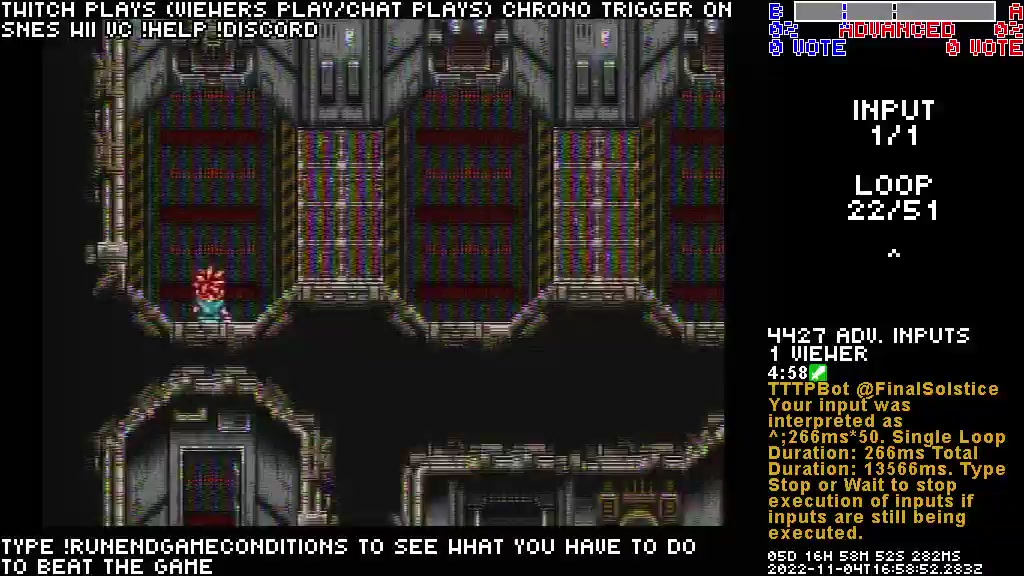 TWITCH PLAYS (VIEWERS PLAY/CHAT PLAYS) CHRONO TRIGGER ON
SNES WII VC !HELP !DISCORD
B A
0% ADVANCED 0%
0 VOTE 0 VOTE
INPUT
1/1
LOOP
22/51
^
4427 ADV. INPUTS
1 VIEWER
4:58
TTTPBot @FinalSolstice
Your input was
interpreted as
^;266ms*50. Single Loop
Duration: 266ms Total
Duration: 13566ms. Type
Stop or Wait to stop
execution of inputs if
inputs are still being
executed.
05D 16H 58M 52S 282MS
2022-11-04T16:58:52.283Z
TYPE !RUNENDGAMECONDITIONS TO SEE WHAT YOU HAVE TO DO
TO BEAT THE GAME